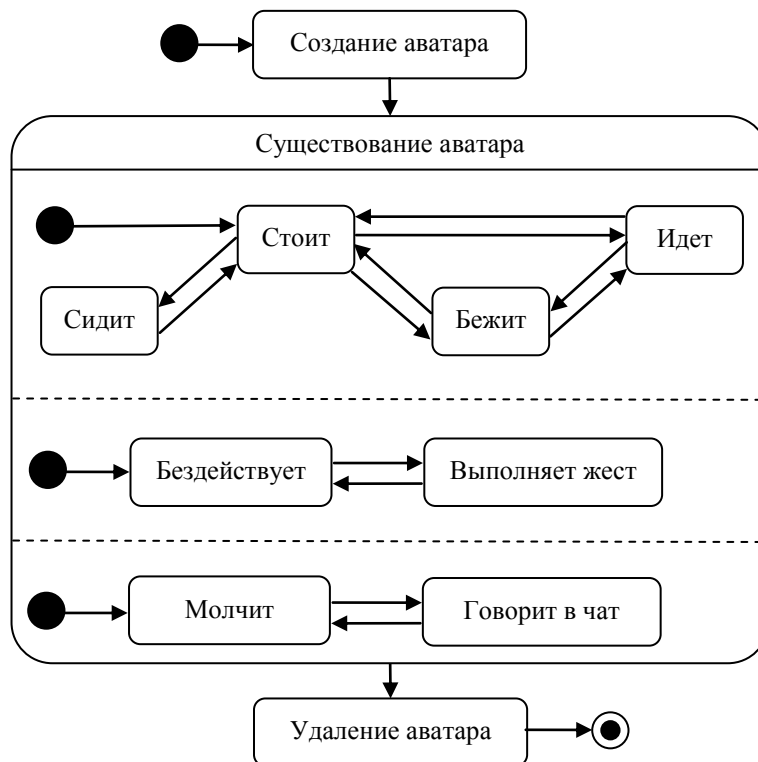 Создание аватара
Существование аватара
Стоит
Идет
Сидит
Бежит
Бездействует
Выполняет жест
Молчит
Говорит в чат
Удаление аватара